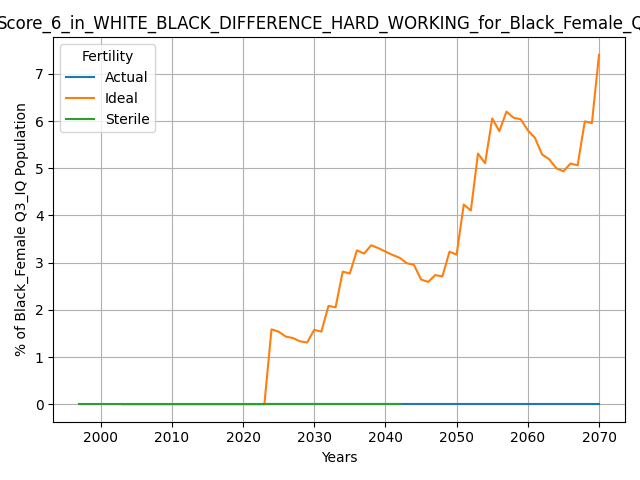 Score_6_in_WHITE_BLACK_DIFFERENCE_HARD_WORKING_for_Black_Female_Q
Fertility
Actual
Ideal
Sterile
% of Black_Female Q3_IQ Population
7
6
5
4
3
2
1
0
2000 2010 2020 2030 2040 2050 2060 2070
Years